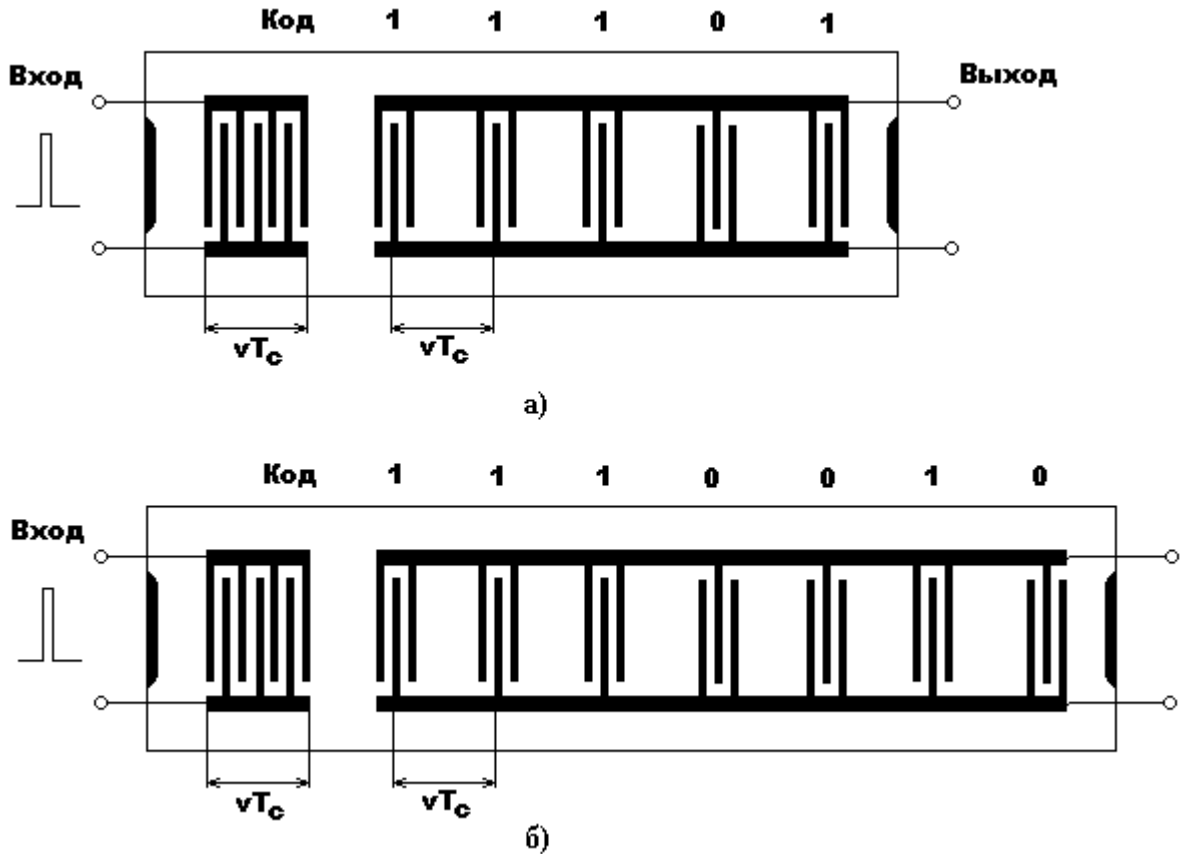 Код 1 1 1 0 1
Вход
Выход
vTc vTc
а)
Код 1 1 1 0 0 1 0
Вход
vTc vTc
б)